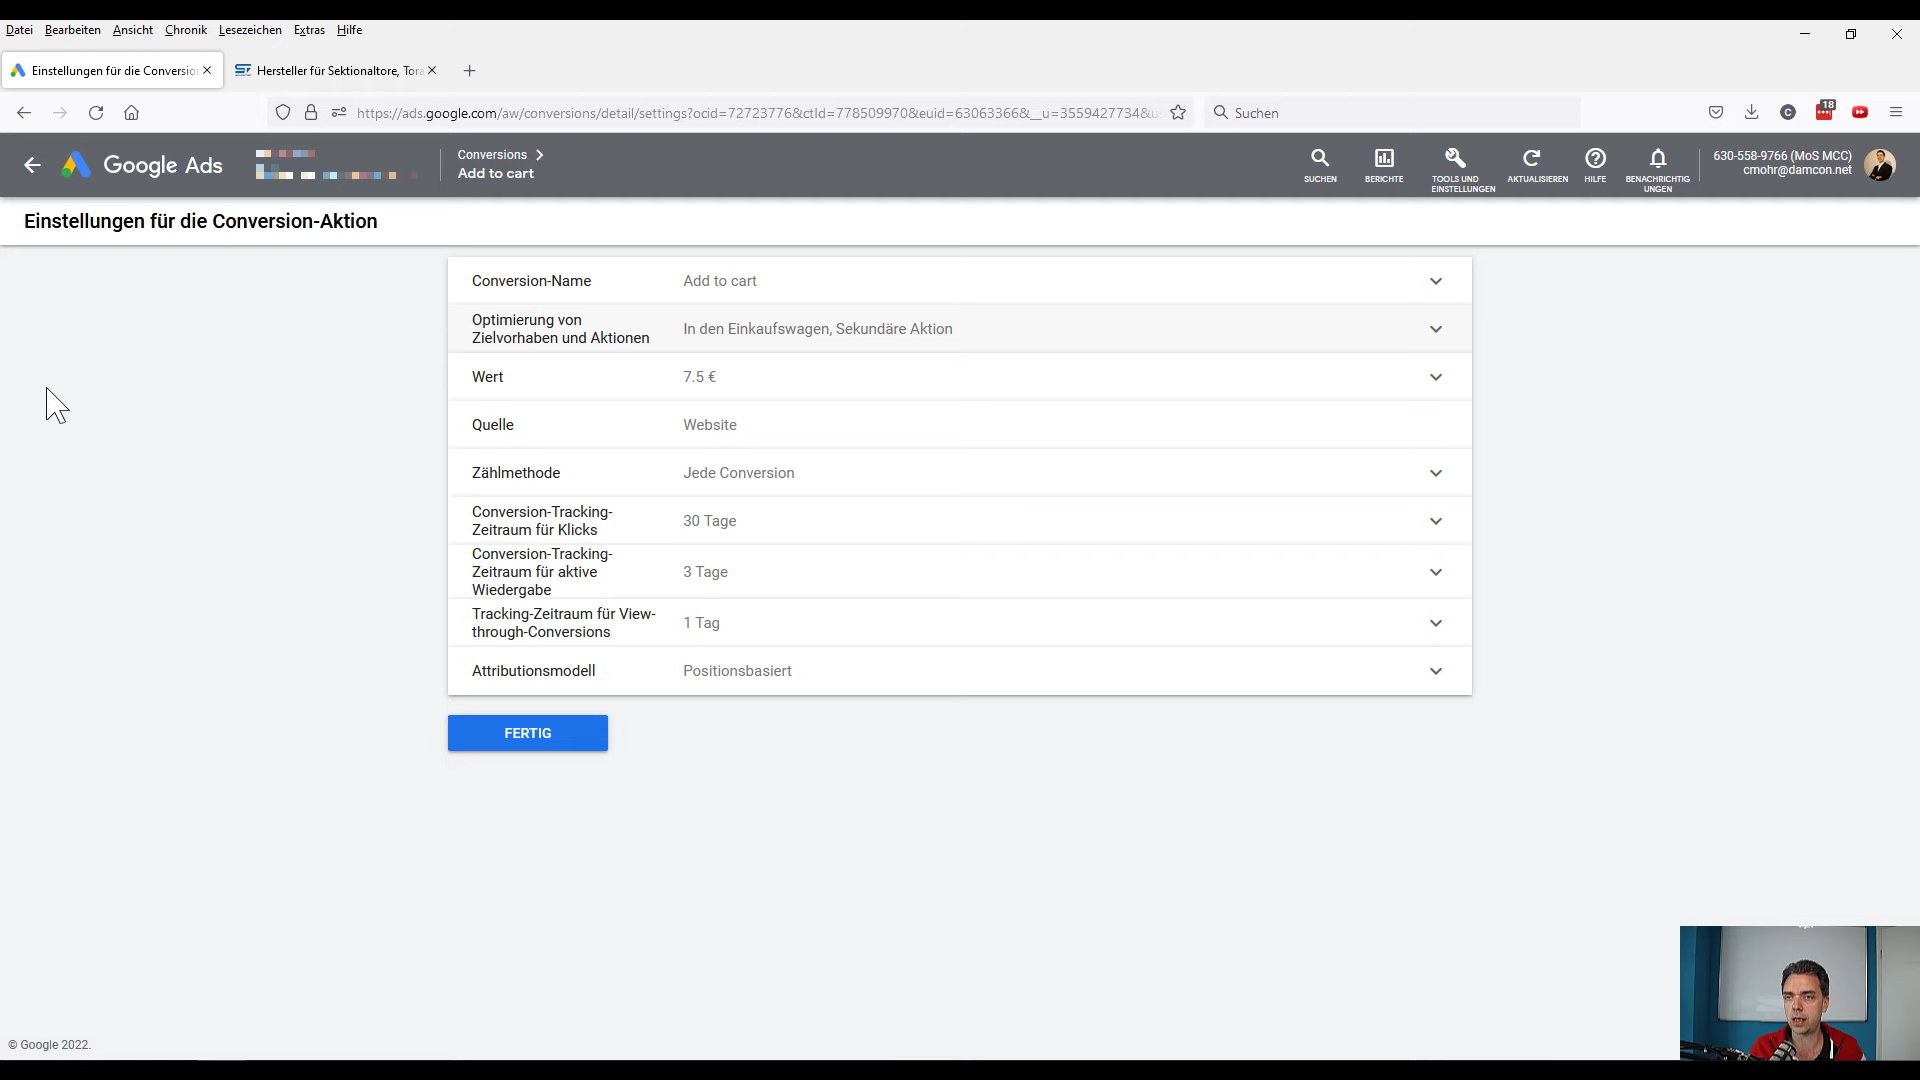 Datei Bearbeiten Ansicht Chronik Lesezeichen Extras Hilfe
Einstellungen für die Conversion
Hersteller für Sektionaltore, Tora
https://ads.google.com/aw/conversions/detail/settings?ocid=72723776&ctId=778509970&euid=63063366&__u=3559427734&u
Suchen
18
Google Ads
Conversions
Add to cart
SUCHEN
BERICHTE
TOOLS UND
EINSTELLUNGEN
AKTUALISIEREN
HILFE
BENACHRICHTIG
UNGEN
630-558-9766 (MoS MCC)
cmohr@damcon.net
Einstellungen für die Conversion-Aktion
Conversion-Name
Add to cart
Optimierung von
Zielvorhaben und Aktionen
In den Einkaufswagen, Sekundäre Aktion
Wert
7.5 €
Quelle
Website
Zählmethode
Jede Conversion
Conversion-Tracking-
Zeitraum für Klicks
30 Tage
Conversion-Tracking-
Zeitraum für aktive
Wiedergabe
3 Tage
Tracking-Zeitraum für View-
through-Conversions
1 Tag
Attributionsmodell
Positionsbasiert
FERTIG
© Google 2022.